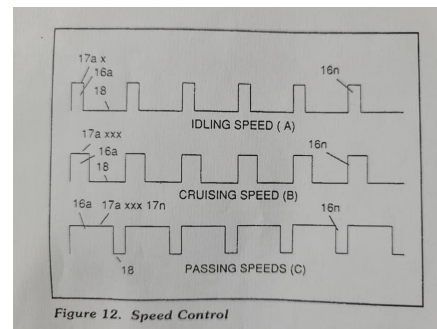 17a x
16a
18
16n
IDLING SPEED ( A )
17a xxx
16a
18
16n
CRUISING SPEED (B)
16a 17a xxx 17n
16n
18
PASSING SPEEDS (C)
Figure 12. Speed Control